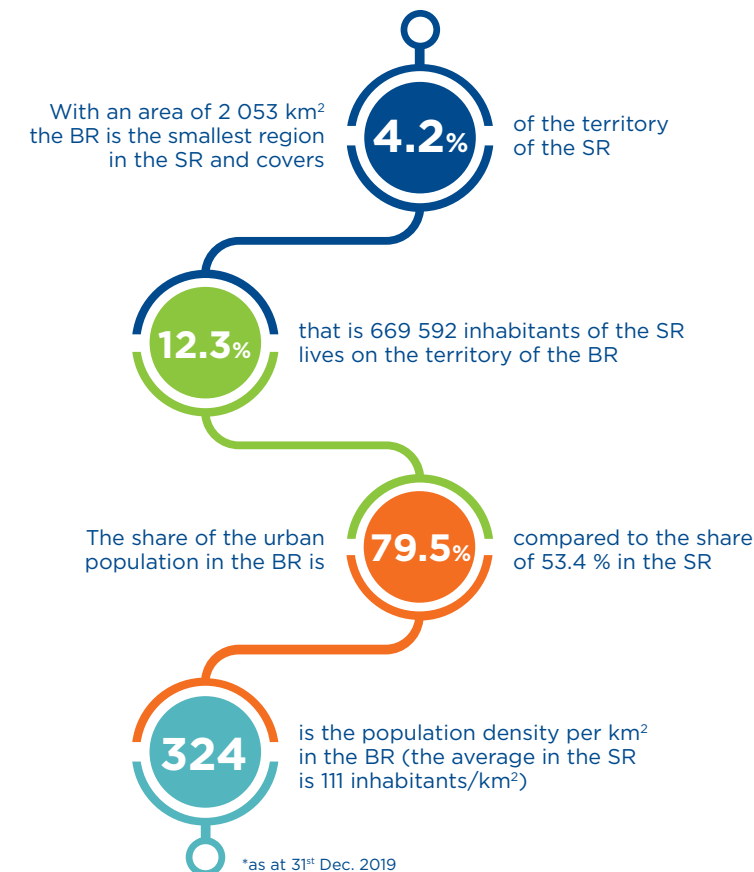 With an area of 2 053 km²
the BR is the smallest region
in the SR and covers
4.2%
of the territory
of the SR
12.3%
that is 669 592 inhabitants of the SR
lives on the territory of the BR
The share of the urban
population in the BR is
79.5%
compared to the share
of 53.4 % in the SR
324
is the population density per km²
in the BR (the average in the SR
is 111 inhabitants/km²)
*as at 31st Dec. 2019